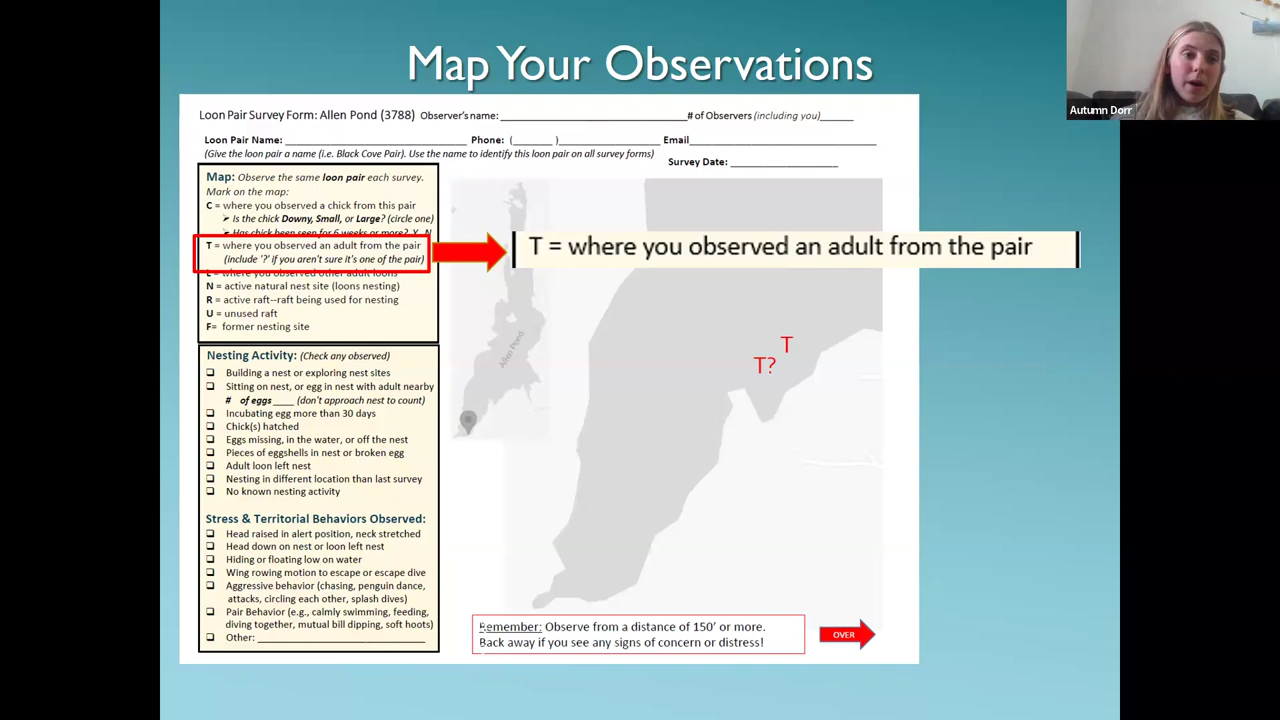 Map Your Observations
Autumn Dorr
Loon Pair Survey Form: Allen Pond (3788) Observer's name: ____ # of Observers (including you)____
Loon Pair Name: ____ Phone: (____)____ Email____
(Give the loon pair a name (i.e. Black Cove Pair). Use the name to identify this loon pair on all survey forms)
Survey Date: ____
Map: Observe the same loon pair each survey.
Mark on the map:
C = where you observed a chick from this pair
➢ Is the chick Downy, Small, or Large? (circle one)
➢ Has chick been seen for 6 weeks or more? Y N
T = where you observed an adult from the pair
(include '?' if you aren't sure it's one of the pair)
L = where you observed other adult loons
N = active natural nest site (loons nesting)
R = active raft--raft being used for nesting
U = unused raft
F= former nesting site
T = where you observed an adult from the pair
Allen Pond
T
T?
Nesting Activity: (Check any observed)
❑ Building a nest or exploring nest sites
❑ Sitting on nest, or egg in nest with adult nearby
# of eggs ____ (don't approach nest to count)
❑ Incubating egg more than 30 days
❑ Chick(s) hatched
❑ Eggs missing, in the water, or off the nest
❑ Pieces of eggshells in nest or broken egg
❑ Adult loon left nest
❑ Nesting in different location than last survey
❑ No known nesting activity
Stress & Territorial Behaviors Observed:
❑ Head raised in alert position, neck stretched
❑ Head down on nest or loon left nest
❑ Hiding or floating low on water
❑ Wing rowing motion to escape or escape dive
❑ Aggressive behavior (chasing, penguin dance,
attacks, circling each other, splash dives)
❑ Pair Behavior (e.g., calmly swimming, feeding,
diving together, mutual bill dipping, soft hoots)
❑ Other: ____
Remember: Observe from a distance of 150' or more.
Back away if you see any signs of concern or distress!
OVER